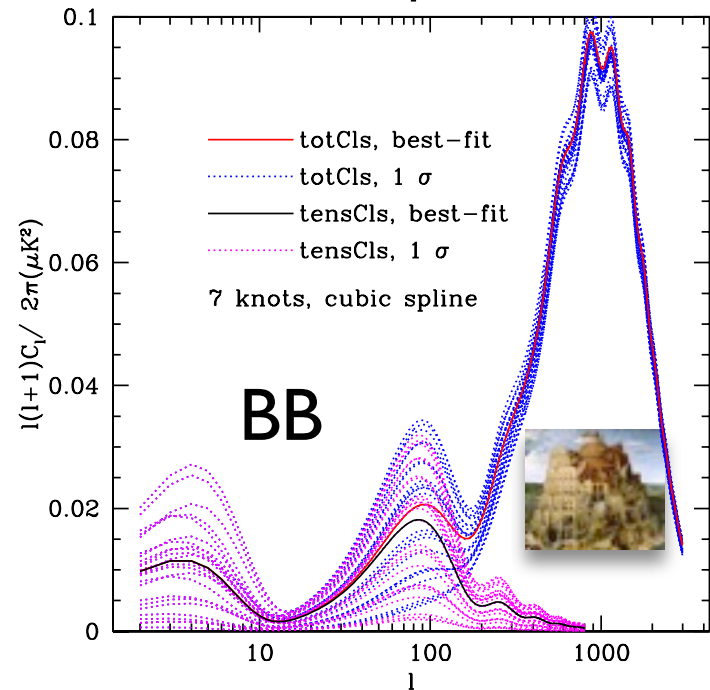 0.1
0.08
0.06
0.04
0.02
0
l(l+1)Cₗ/ 2π(μK²)
totCls, best−fit
totCls, 1 σ
tensCls, best−fit
tensCls, 1 σ
7 knots, cubic spline
BB
10
100
1000
l